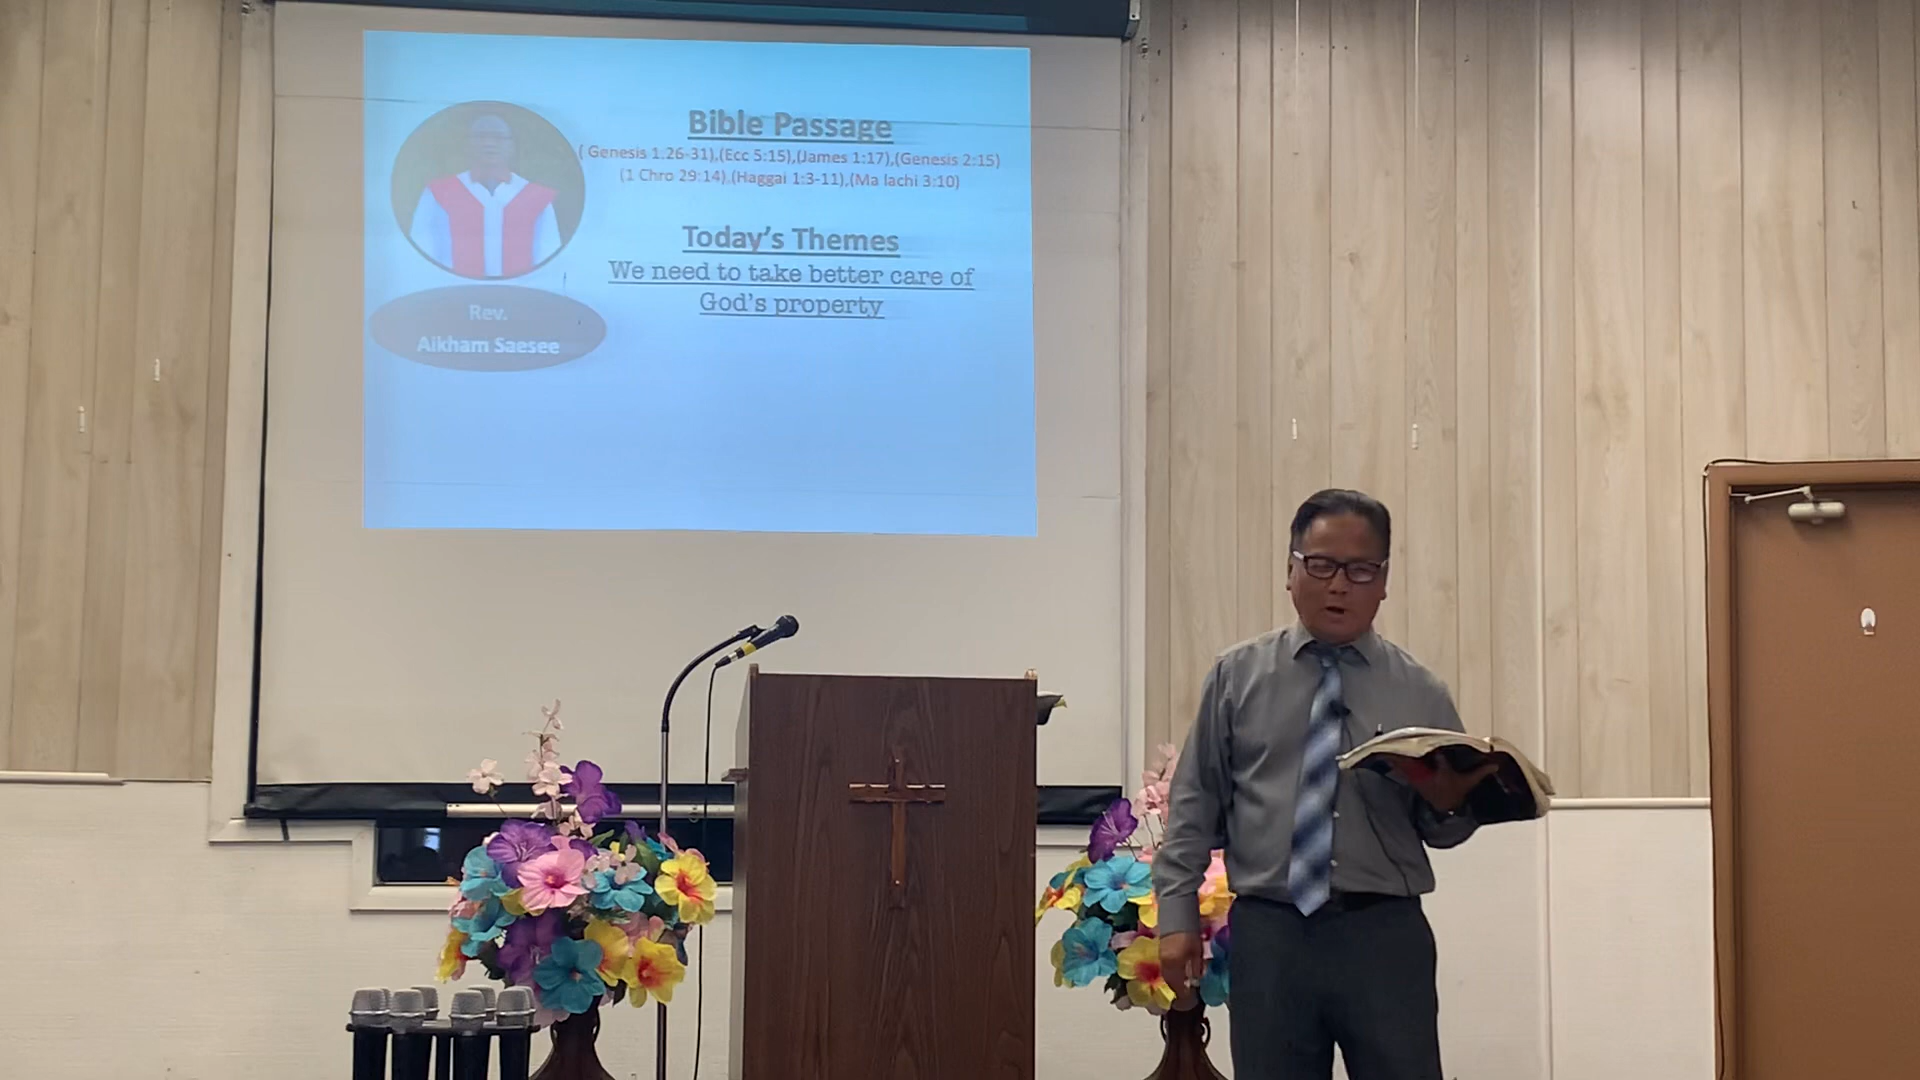 Bible Passage
( Genesis 1:26-31),(Ecc 5:15),(James 1:17),(Genesis 2:15)
(1 Chro 29:14),(Haggai 1:3-11),(Ma lachi 3:10)
Today's Themes
We need to take better care of
God's property
Rev.
Aikham Saesee